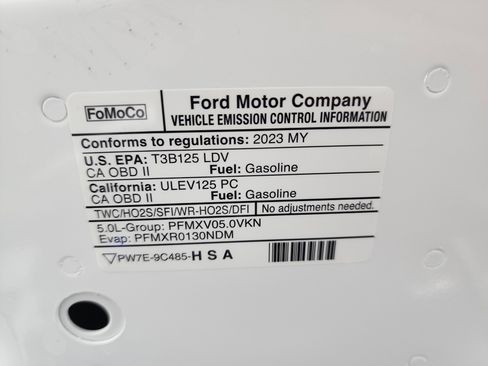 FoMoCo
Ford Motor Company
VEHICLE EMISSION CONTROL INFORMATION
Conforms to regulations: 2023 MY
U.S. EPA: T3B125 LDV
CA OBD II Fuel: Gasoline
California: ULEV125 PC
CA OBD II Fuel: Gasoline
TWC/HO2S/SFI/WR-HO2S/DFI No adjustments needed.
5.0L-Group: PFMXV05.0VKN
Evap: PFMXR0130NDM
PW7E-9C485-HSA